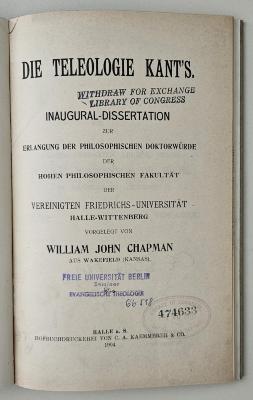 DIE TELEOLOGIE KANT'S.
WITHDRAW FOR EXCHANGE
LIBRARY OF CONGRESS
INAUGURAL-DISSERTATION
ZUR
ERLANGUNG DER PHILOSOPHISCHEN DOKTORWÜRDE
DER
HOHEN PHILOSOPHISCHEN FAKULTÄT
DER
VEREINIGTEN FRIEDRICHS-UNIVERSITÄT
HALLE-WITTENBERG
VORGELEGT VON
WILLIAM JOHN CHAPMAN
AUS WAKEFIELD (KANSAS).
FREIE UNIVERSITÄT BERLIN
Seminar
EVANGELISCHE THEOLOGIE
474633
HALLE a. S.
HOFBUCHDRUCKEREI VON C. A. KAEMMERER & CO.
1904